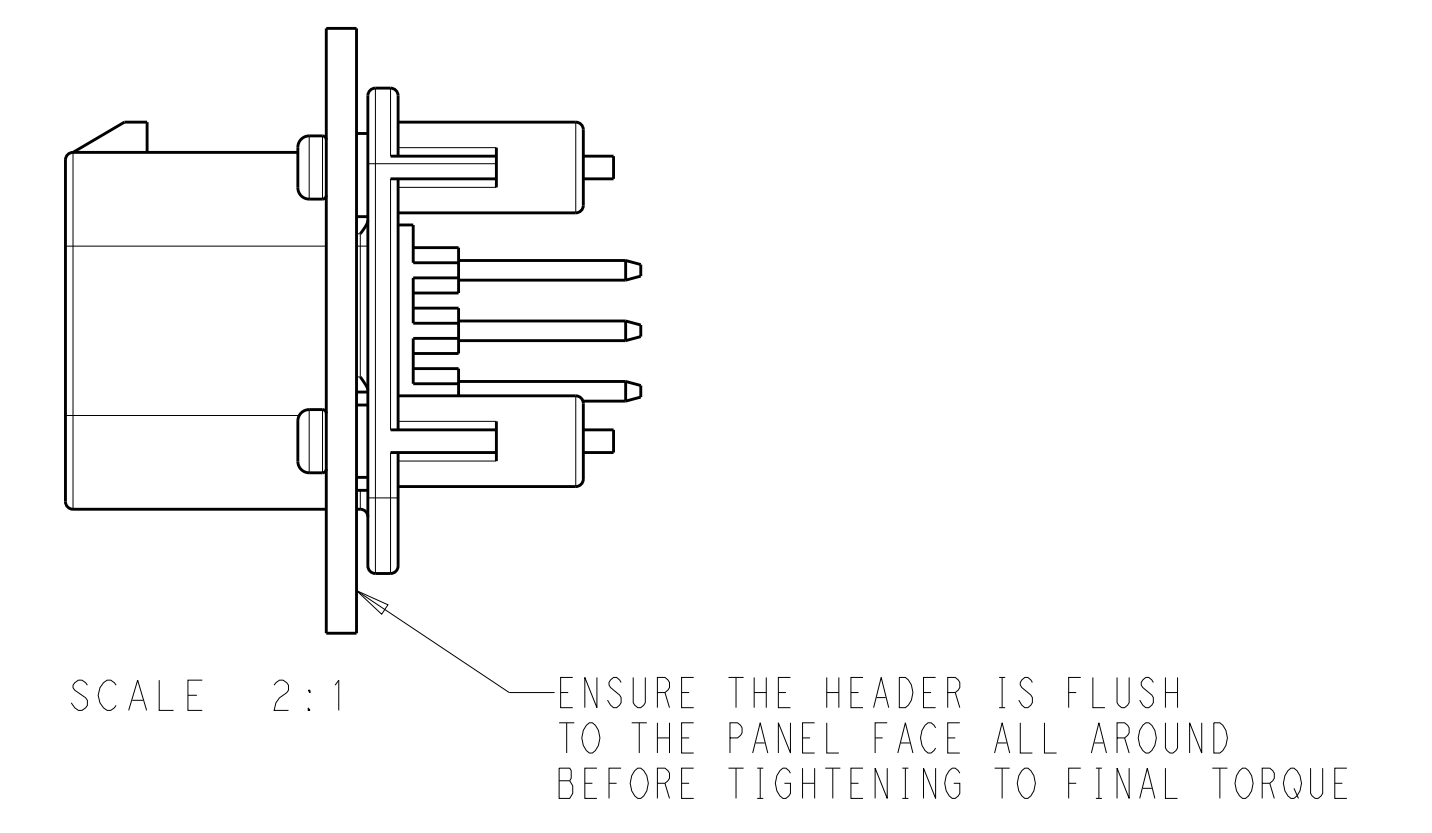 SCALE 2:1
ENSURE THE HEADER IS FLUSH
TO THE PANEL FACE ALL AROUND
BEFORE TIGHTENING TO FINAL TORQUE